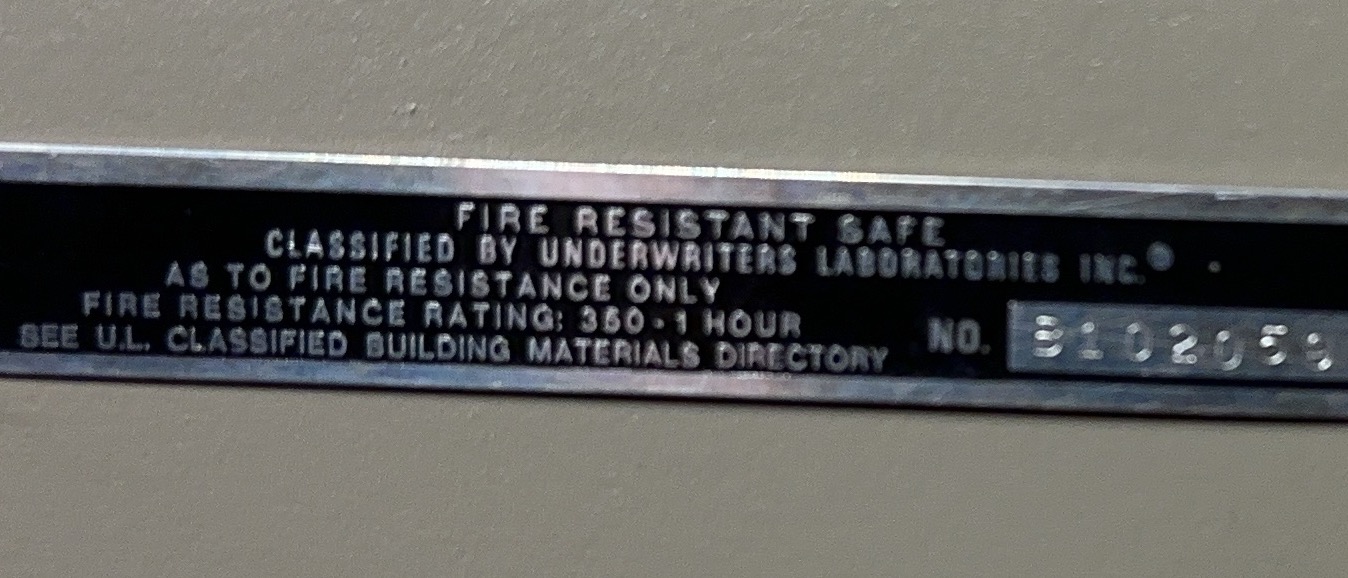 FIRE RESISTANT SAFE
CLASSIFIED BY UNDERWRITERS LABORATORIES INC.®
AS TO FIRE RESISTANCE ONLY
FIRE RESISTANCE RATING: 350-1 HOUR
SEE U.L. CLASSIFIED BUILDING MATERIALS DIRECTORY NO.